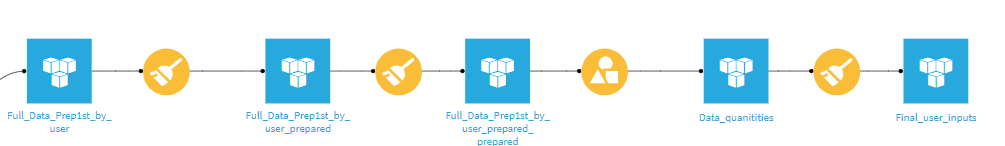 Full_Data_Prep1st_by_
user
Full_Data_Prep1st_by_
user_prepared
Full_Data_Prep1st_by_
user_prepared_
prepared
Data_quanitities
Final_user_inputs